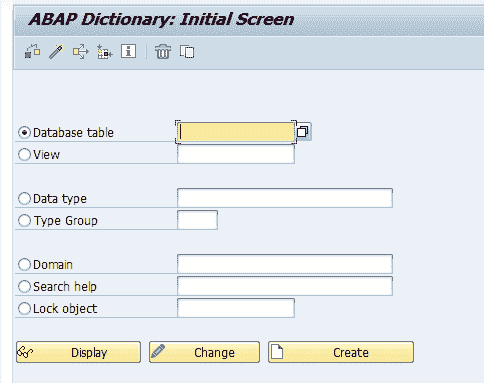 ABAP Dictionary: Initial Screen
Database table
View
Data type
Type Group
Domain
Search help
Lock object
Display Change Create